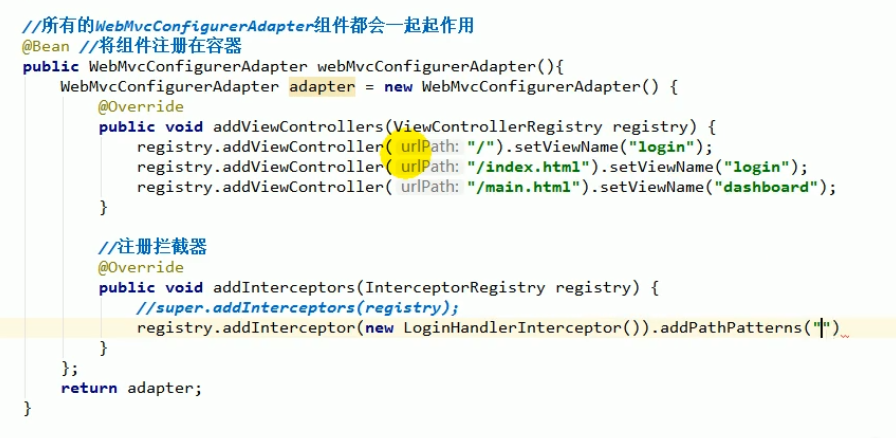 //所有的WebMvcConfigurerAdapter组件都会一起起作用
@Bean //将组件注册在容器
public WebMvcConfigurerAdapter webMvcConfigurerAdapter(){
    WebMvcConfigurerAdapter adapter = new WebMvcConfigurerAdapter() {
        @Override
        public void addViewControllers(ViewControllerRegistry registry) {
            registry.addViewController( urlPath: "/").setViewName("login");
            registry.addViewController( urlPath: "/index.html").setViewName("login");
            registry.addViewController( urlPath: "/main.html").setViewName("dashboard");
        }
        //注册拦截器
        @Override
        public void addInterceptors(InterceptorRegistry registry) {
            //super.addInterceptors(registry);
            registry.addInterceptor(new LoginHandlerInterceptor()).addPathPatterns("")
        }
    };
    return adapter;
}